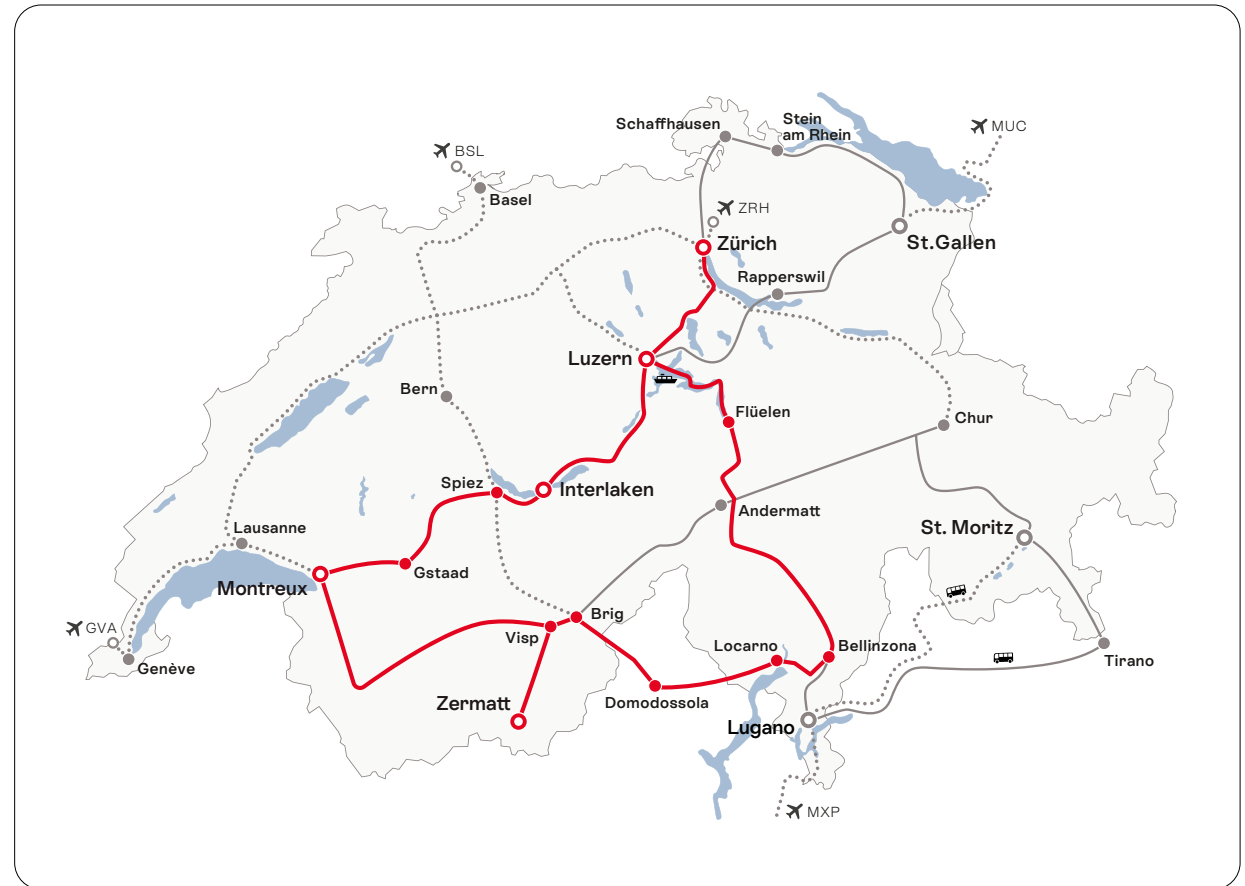 Schaffhausen
Stein
am Rhein
MUC
BSL
Basel
ZRH
Zürich
St.Gallen
Rapperswil
Luzern
Bern
Flüelen
Chur
Spiez
Interlaken
Andermatt
Lausanne
St. Moritz
Gstaad
Montreux
GVA
Genève
Visp
Brig
Locarno
Bellinzona
Tirano
Zermatt
Domodossola
Lugano
MXP